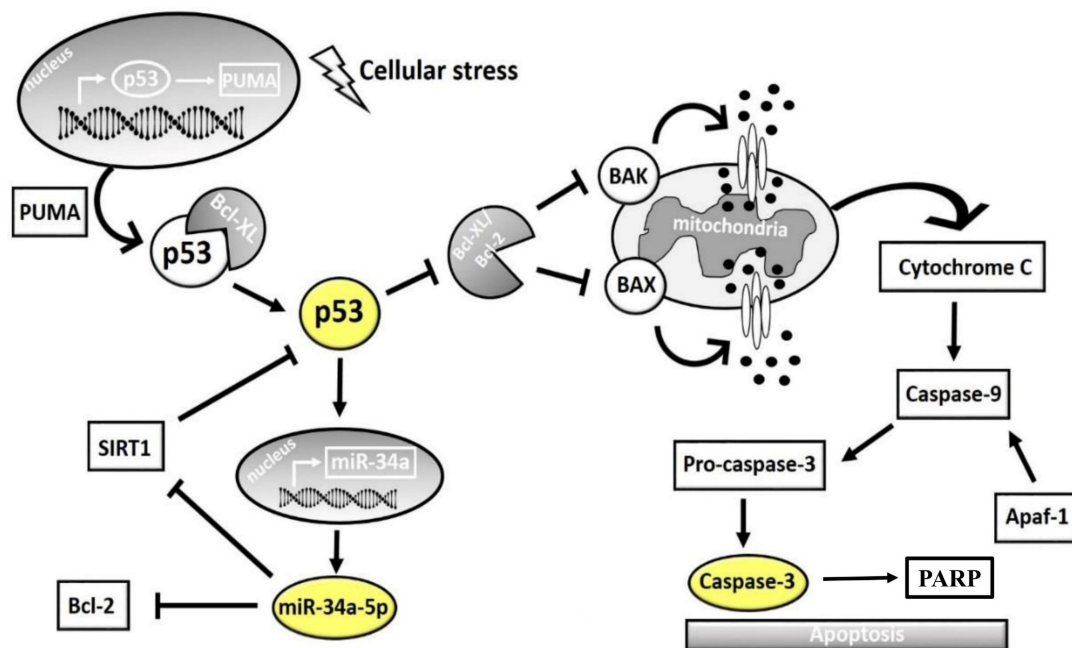 nucleus
p53
PUMA
Cellular stress
PUMA
p53
Bcl-XL
p53
Bcl-XL/
Bcl-2
BAK
mitochondria
BAX
Cytochrome C
Caspase-9
Apaf-1
Pro-caspase-3
Caspase-3
PARP
Apoptosis
SIRT1
nucleus
miR-34a
Bcl-2
miR-34a-5p